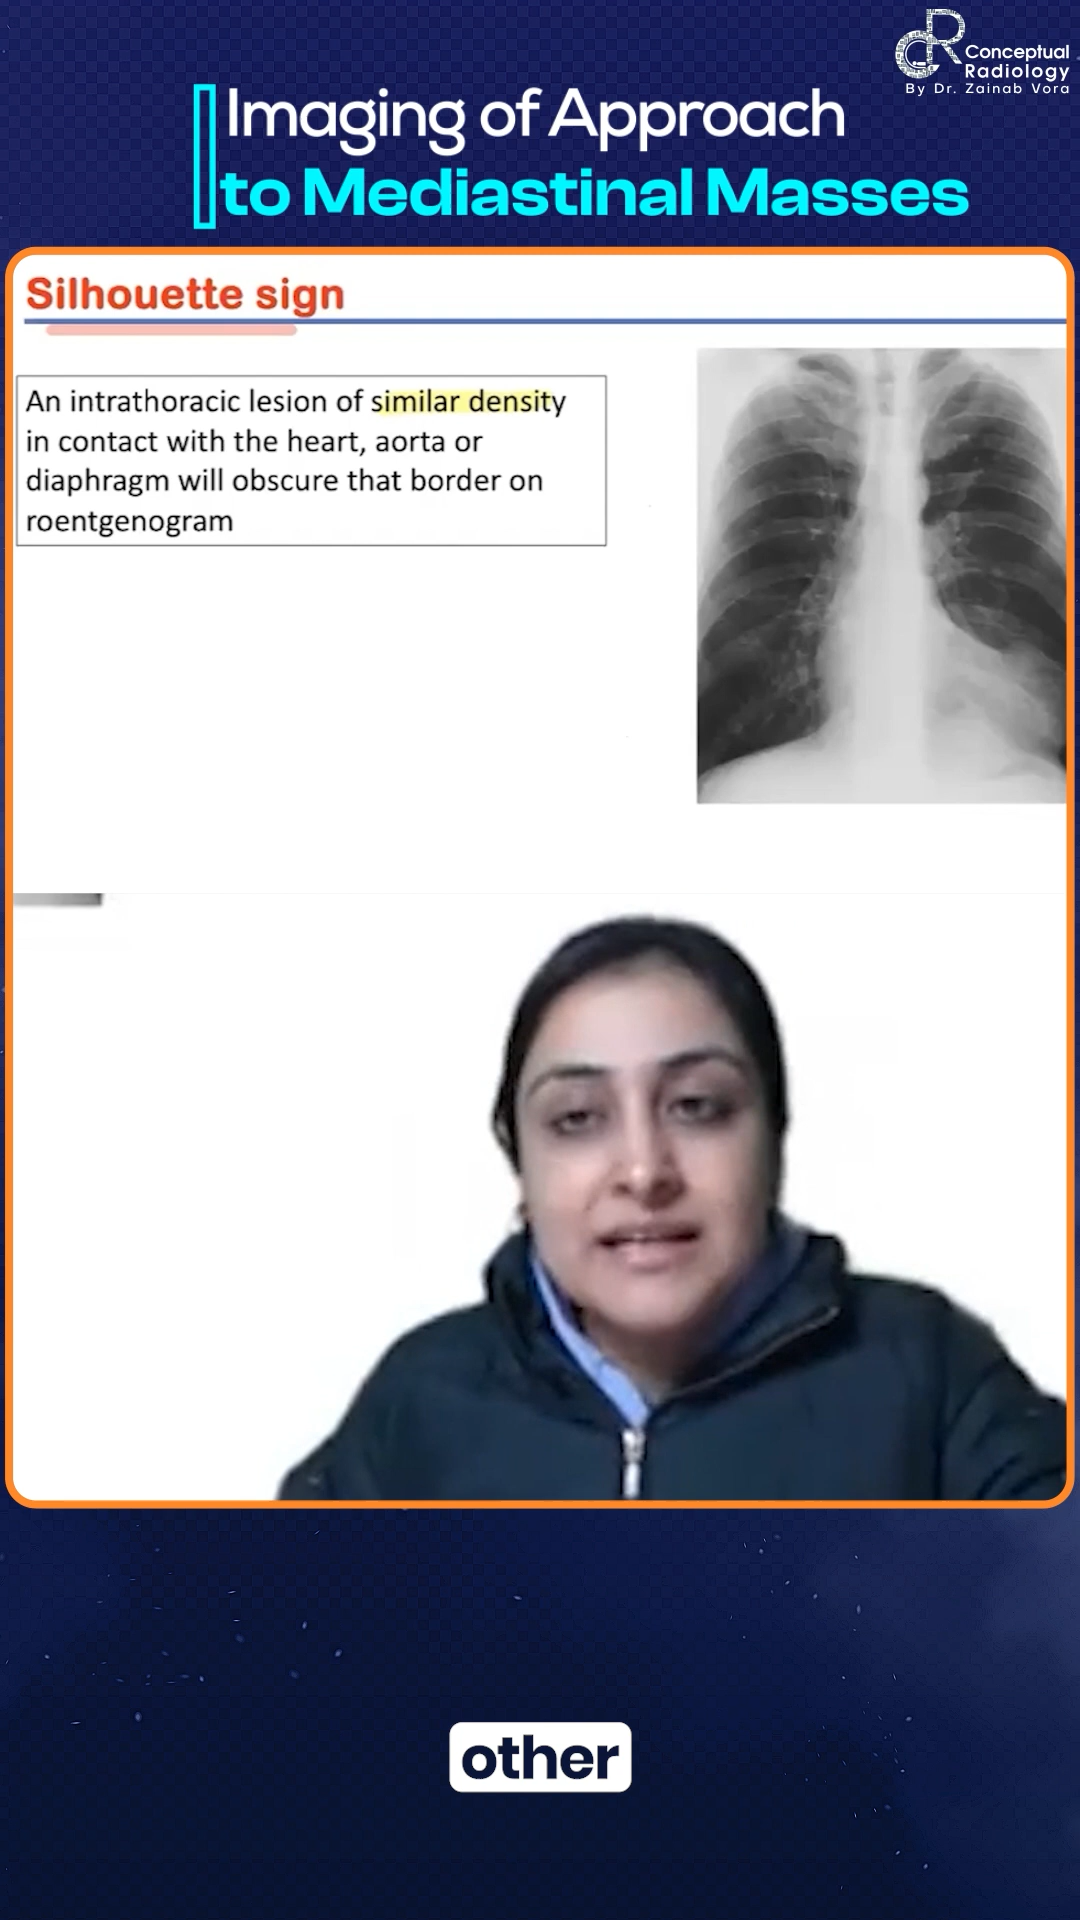 Conceptual
Radiology
By Dr. Zainab Vora
Imaging of Approach
to Mediastinal Masses
Silhouette sign
An intrathoracic lesion of similar density
in contact with the heart, aorta or
diaphragm will obscure that border on
roentgenogram
other